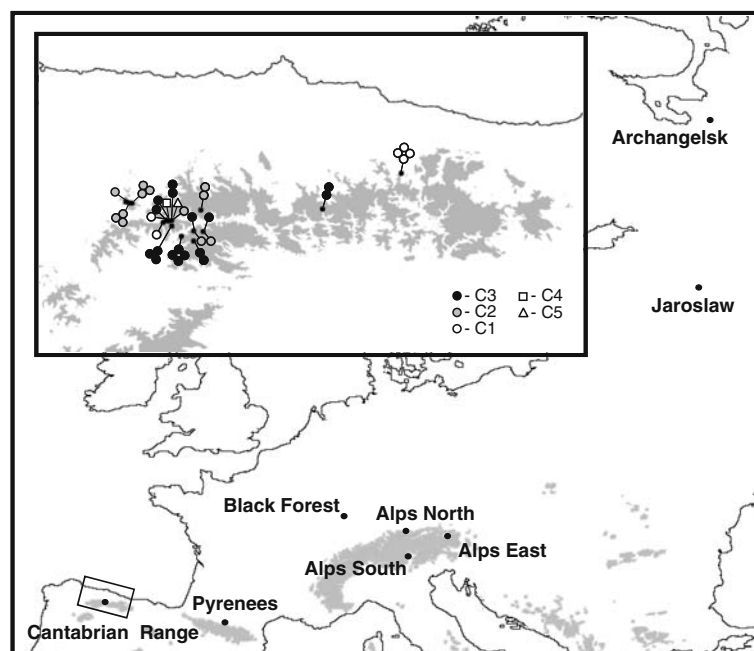 Archangelsk
- C3 - C4
- C2 - C5
- C1
Jaroslaw
Black Forest
Alps North
Alps East
Alps South
Pyrenees
Cantabrian Range